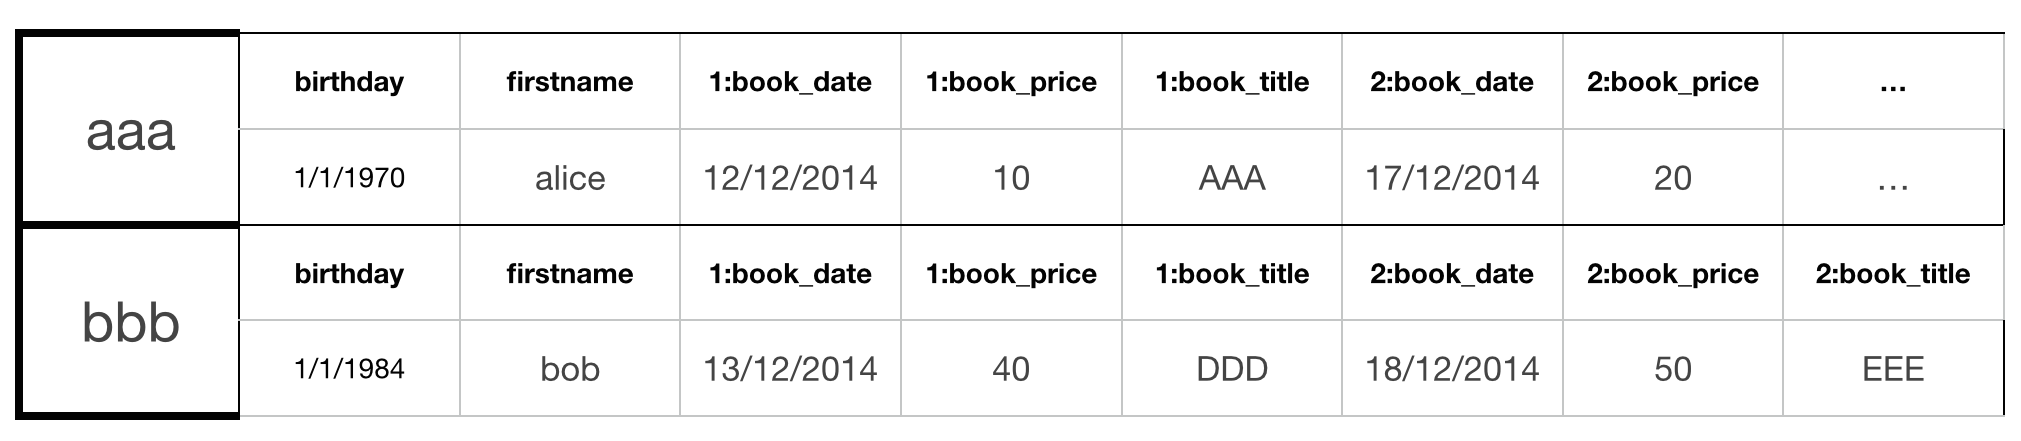 aaa
birthday firstname 1:book_date 1:book_price 1:book_title 2:book_date 2:book_price ...
1/1/1970 alice 12/12/2014 10 AAA 17/12/2014 20 ...
bbb
birthday firstname 1:book_date 1:book_price 1:book_title 2:book_date 2:book_price 2:book_title
1/1/1984 bob 13/12/2014 40 DDD 18/12/2014 50 EEE